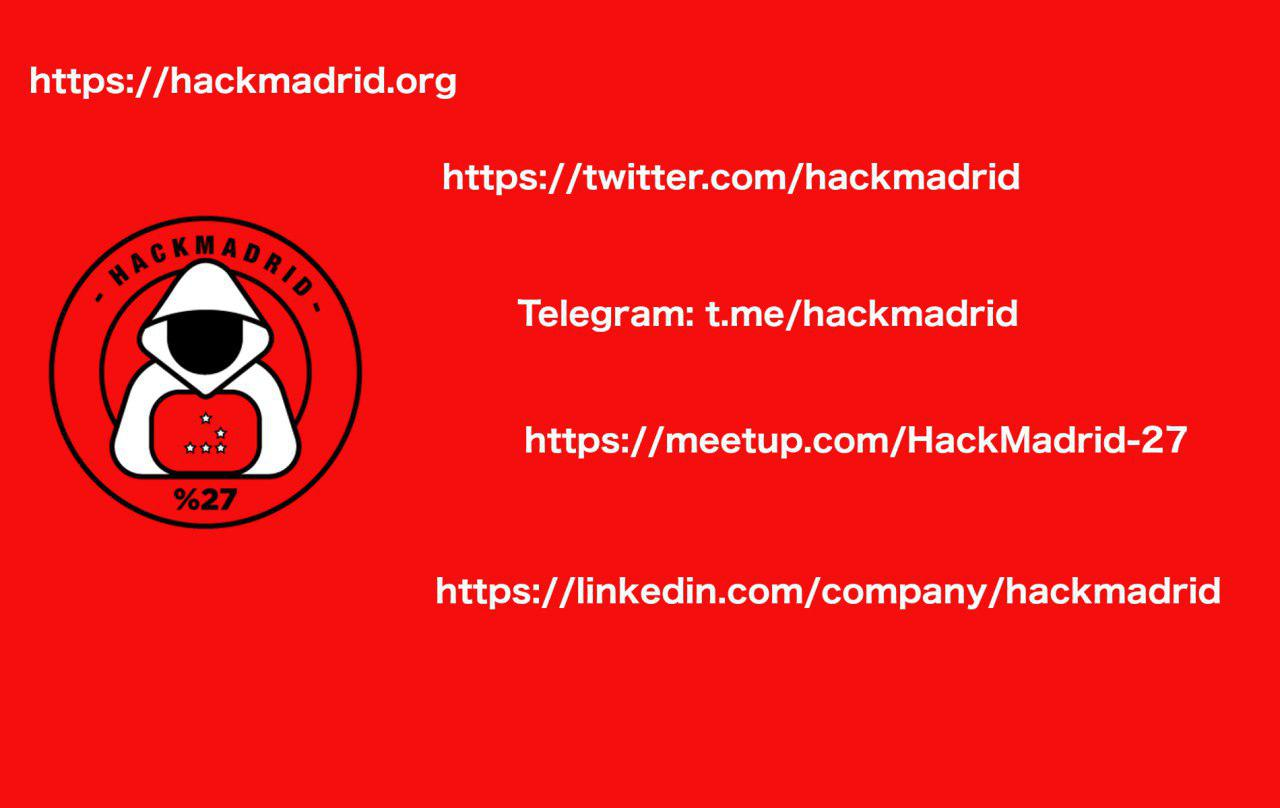 https://hackmadrid.org
https://twitter.com/hackmadrid
- HACKMADRID -
Telegram: t.me/hackmadrid
https://meetup.com/HackMadrid-27
%27
https://linkedin.com/company/hackmadrid